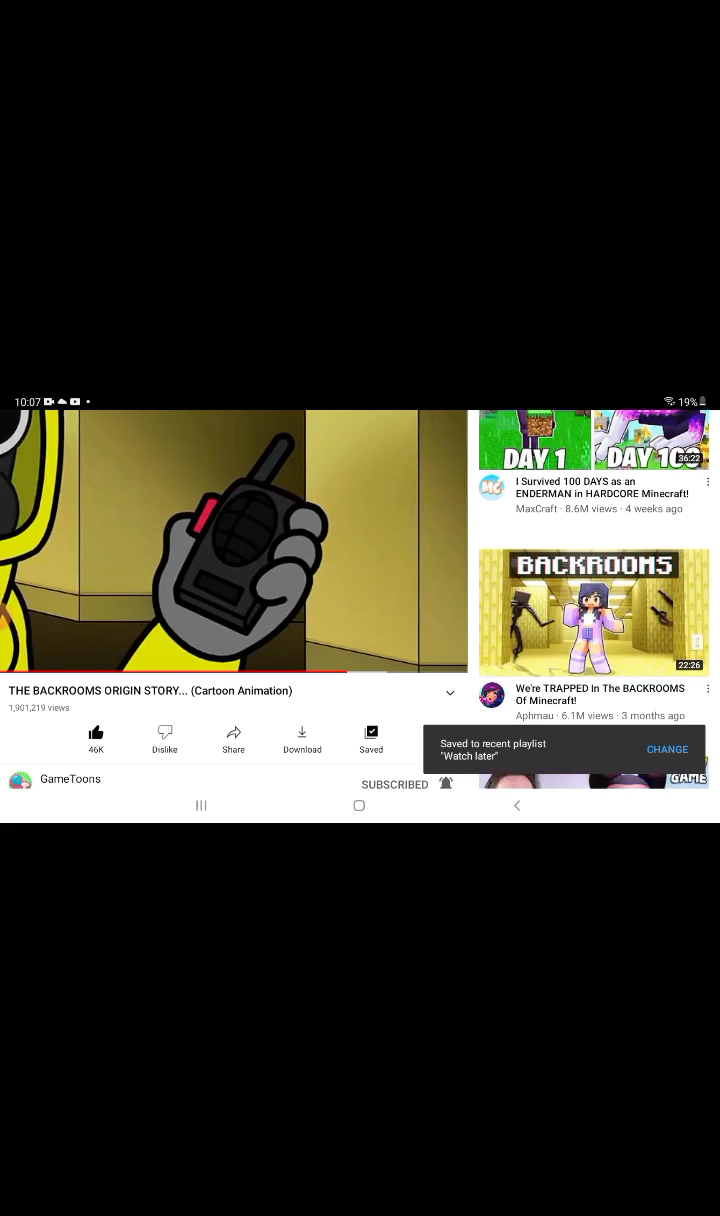 10:07
19%
DAY 1
DAY 100
36:22
MC
I Survived 100 DAYS as an
ENDERMAN in HARDCORE Minecraft!
MaxCraft · 8.6M views · 4 weeks ago
BACKROOMS
22:26
We're TRAPPED In The BACKROOMS
Of Minecraft!
Aphmau · 6.1M views · 3 months ago
THE BACKROOMS ORIGIN STORY... (Cartoon Animation)
1,901,219 views
46K
Dislike
Share
Download
Saved
Saved to recent playlist
"Watch later"
CHANGE
GameToons
SUBSCRIBED
GAME